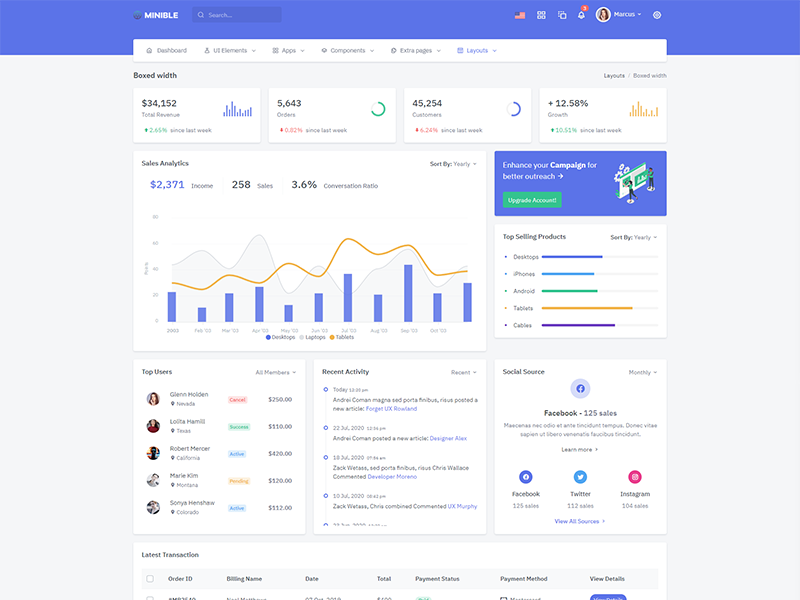 MINIBLE
Search...
3
Marcus
Dashboard
UI Elements
Apps
Components
Extra pages
Layouts
Boxed width
Layouts / Boxed width
$34,152
Total Revenue
2.65% since last week
5,643
Orders
0.82% since last week
45,254
Customers
6.24% since last week
+ 12.58%
Growth
10.51% since last week
Sales Analytics
Sort By: Yearly
$2,371 Income
258 Sales
3.6% Conversation Ratio
Points
80
60
40
20
0
2003 Feb '03 Mar '03 Apr '03 May '03 Jun '03 Jul '03 Aug '03 Sep '03 Oct '03
Desktops Laptops Tablets
Enhance your Campaign for
better outreach →
Upgrade Account!
Top Selling Products
Sort By: Yearly
Desktops
iPhones
Android
Tablets
Cables
Top Users
All Members
Glenn Holden
Nevada
Cancel
$250.00
Lolita Hamill
Texas
Success
$110.00
Robert Mercer
California
Active
$420.00
Marie Kim
Montana
Pending
$120.00
Sonya Henshaw
Colorado
Active
$112.00
Recent Activity
Recent
Today 12:20 pm
Andrei Coman magna sed porta finibus, risus posted a
new article: Forget UX Rowland
22 Jul, 2020 12:36 pm
Andrei Coman posted a new article: Designer Alex
18 Jul, 2020 07:56 am
Zack Wetass, sed porta finibus, risus Chris Wallace
Commented Developer Moreno
10 Jul, 2020 08:42 pm
Zack Wetass, Chris combined Commented UX Murphy
Social Source
Monthly
Facebook - 125 sales
Maecenas nec odio et ante tincidunt tempus. Donec vitae
sapien ut libero venenatis faucibus tincidunt.
Learn more
Facebook
125 sales
Twitter
112 sales
Instagram
104 sales
View All Sources
Latest Transaction
Order ID
Billing Name
Date
Total
Payment Status
Payment Method
View Details